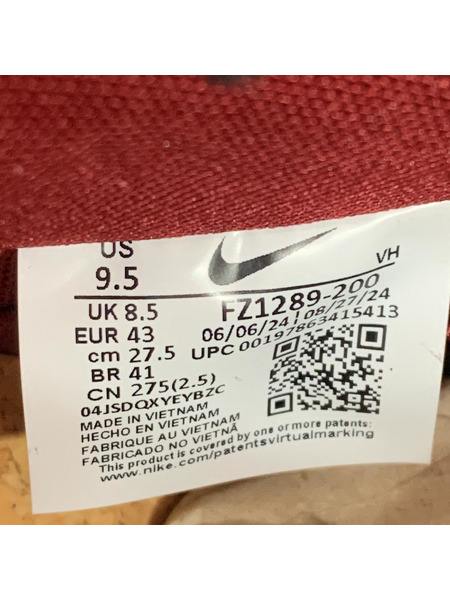 US
9.5
UK 8.5
EUR 43
cm 27.5
BR 41
CN 275(2.5)
04JSDQXYEYBZC
VH
FZ1289-200
06/06/24 | 08/27/24
UPC 00197863415413
MADE IN VIETNAM
HECHO EN VIETNAM
FABRIQUE AU VIETNAM
FABRICADO NO VIETNÃ
This product is covered by one or more patents
www.nike.com/patentsvirtualmarking